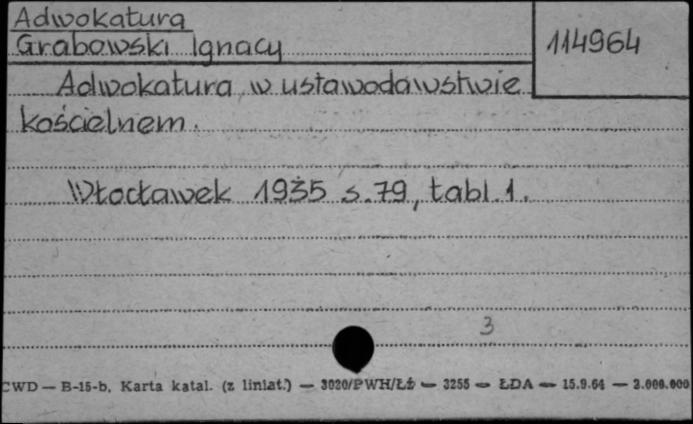 Adwokatura
Grabowski Ignacy
114964
Adwokatura w ustawodawstwie
kościelnem.
Włocławek 1935 s. 79, tabl. 1.
3
CWD — B-15-b. Karta katal. (z liniat.) — 3020/PWH/Łź — 3255 — ŁDA — 15.9.64 — 2.000.000